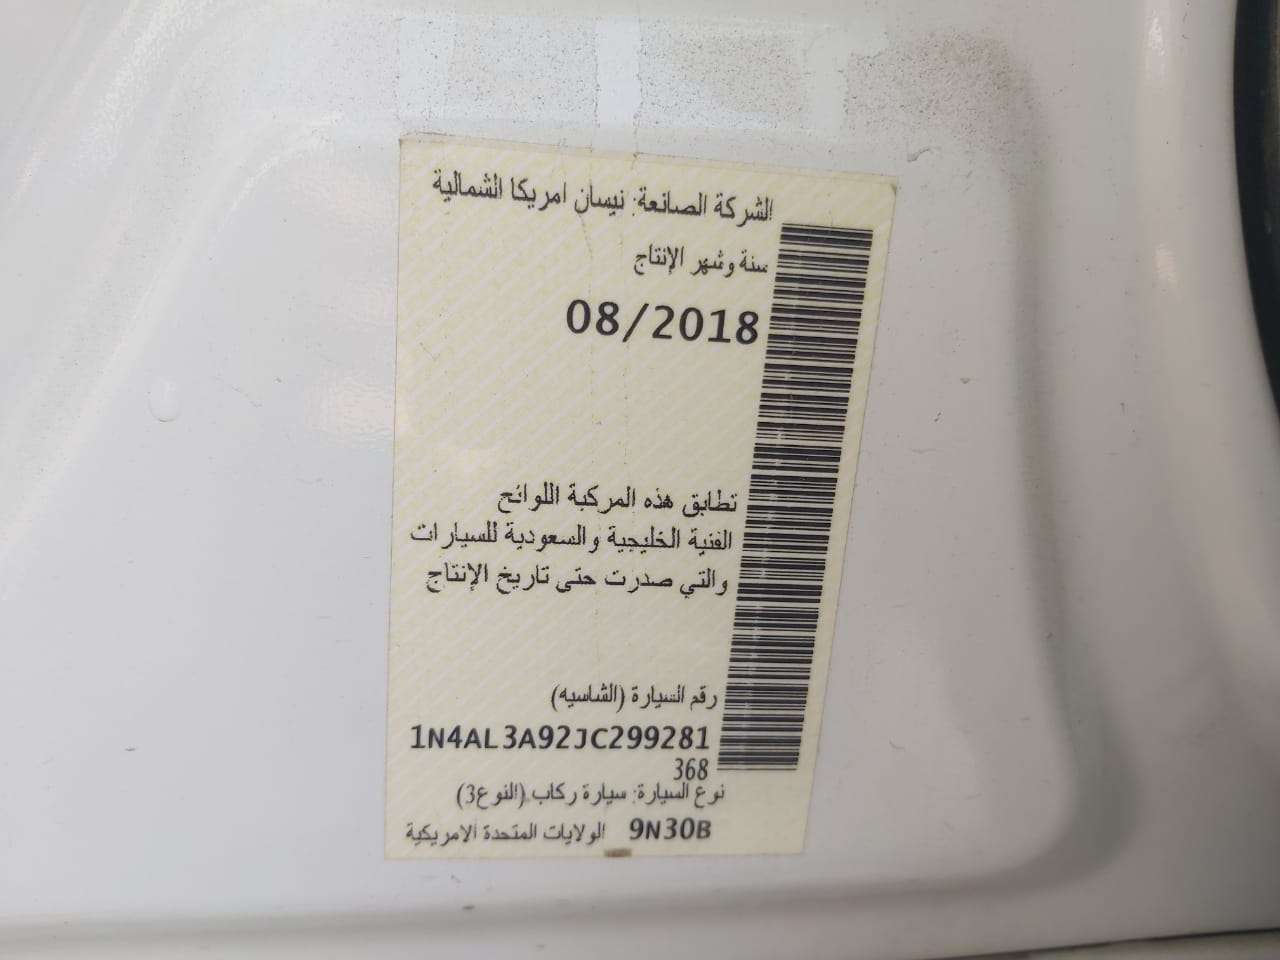 الشركة الصانعة: نيسان امريكا الشمالية
سنة وشهر الإنتاج
08/2018
تطابق هذه المركبة اللوائح
الفنية الخليجية والسعودية للسيارات
والتي صدرت حتى تاريخ الإنتاج
رقم السيارة (الشاسيه)
1N4AL3A92JC299281
368
نوع السيارة: سيارة ركاب (النوع3)
9N30B الولايات المتحدة الامريكية